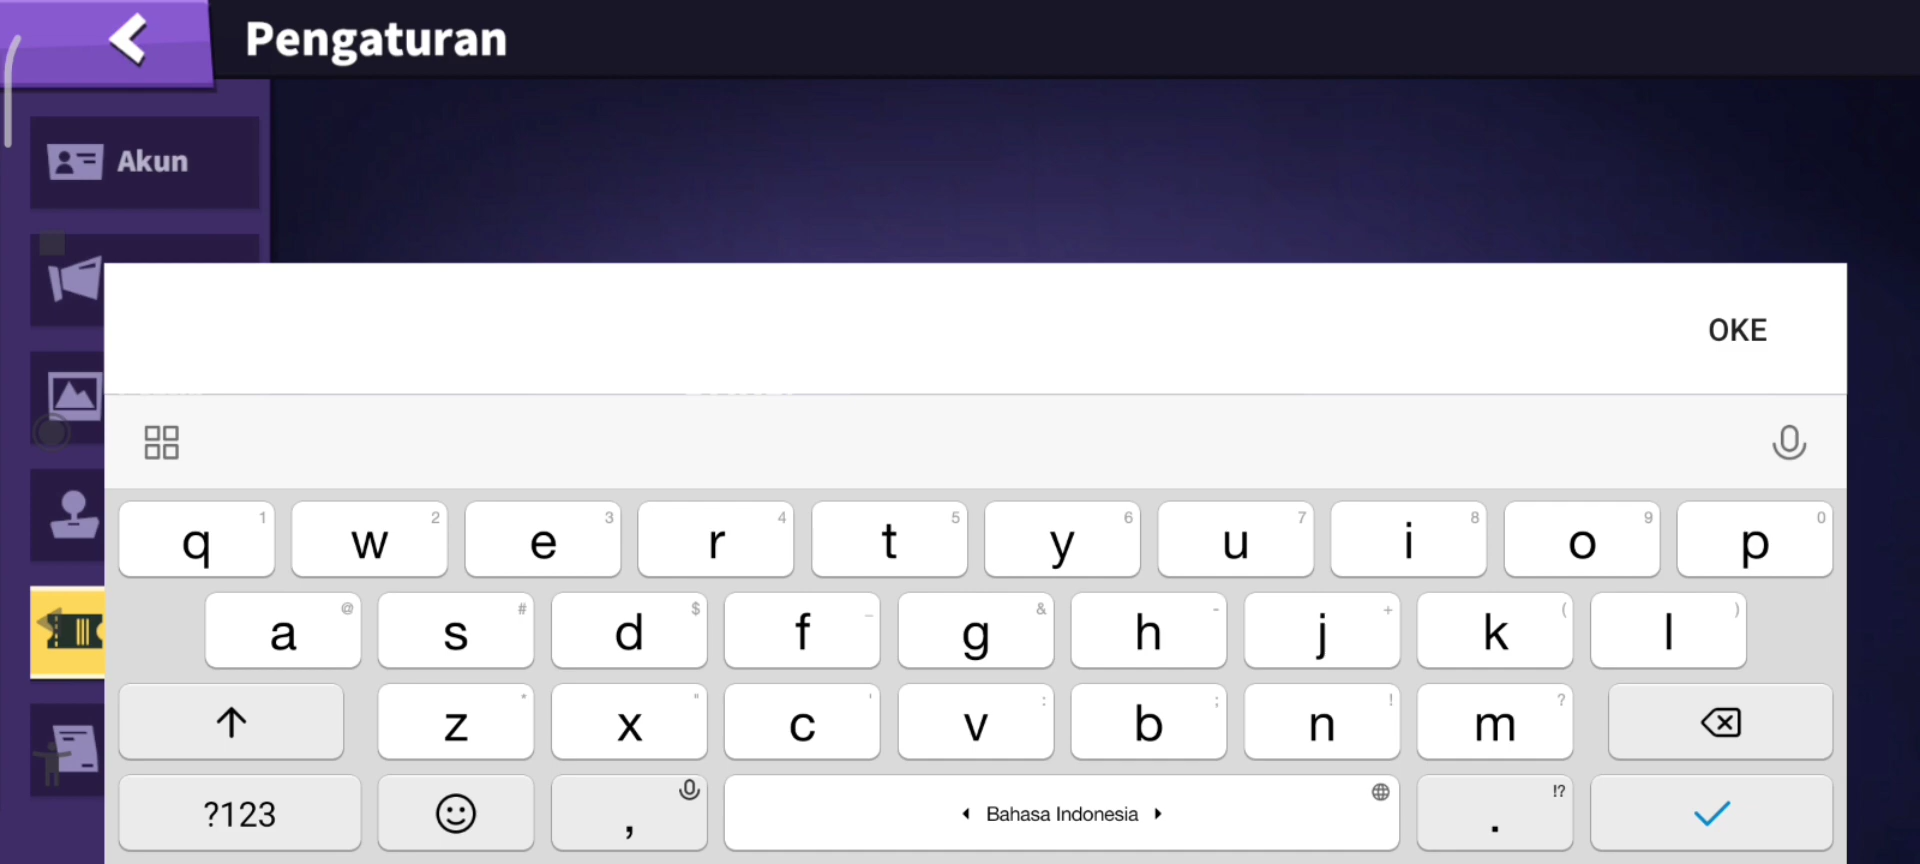 Pengaturan
Akun
OKE
q 1 w 2 e 3 r 4 t 5 y 6 u 7 i 8 o 9 p 0
a @ s # d $ f _ g & h - j + k ( l )
z * x " c ' v : b ; n ! m ?
?123 , Bahasa Indonesia . !?